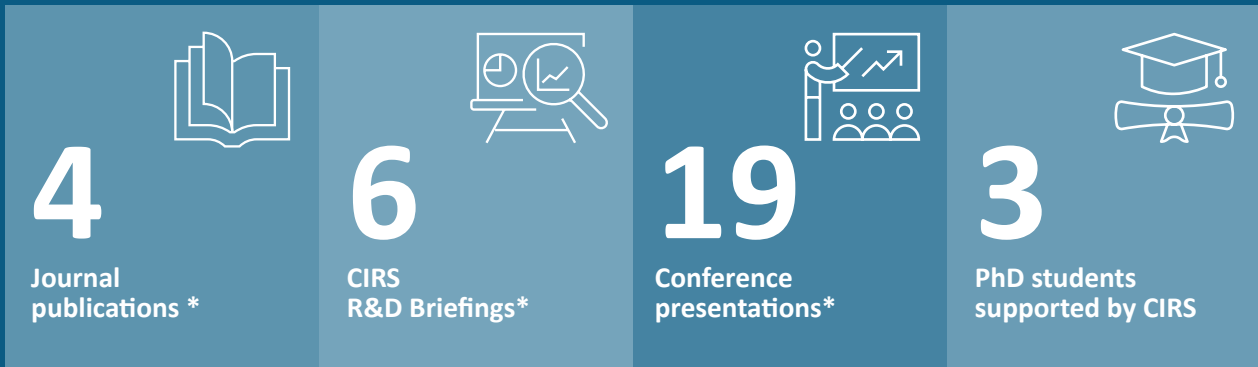 4
Journal
publications *
6
CIRS
R&D Briefings*
19
Conference
presentations*
3
PhD students
supported by CIRS